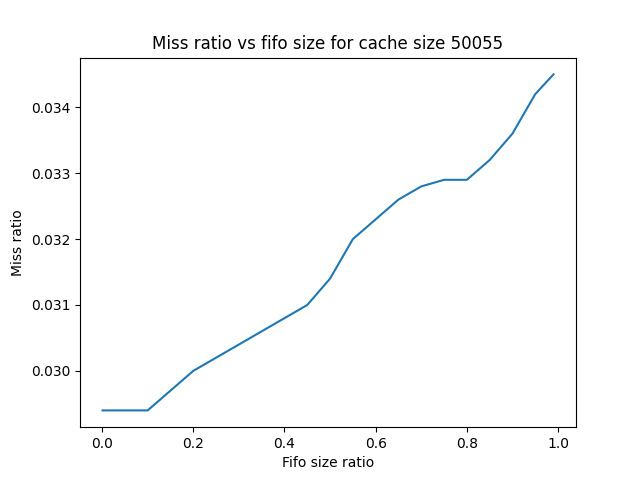 Miss ratio vs fifo size for cache size 50055
0.034
0.033
0.032
0.031
0.030
Miss ratio
0.0 0.2 0.4 0.6 0.8 1.0
Fifo size ratio